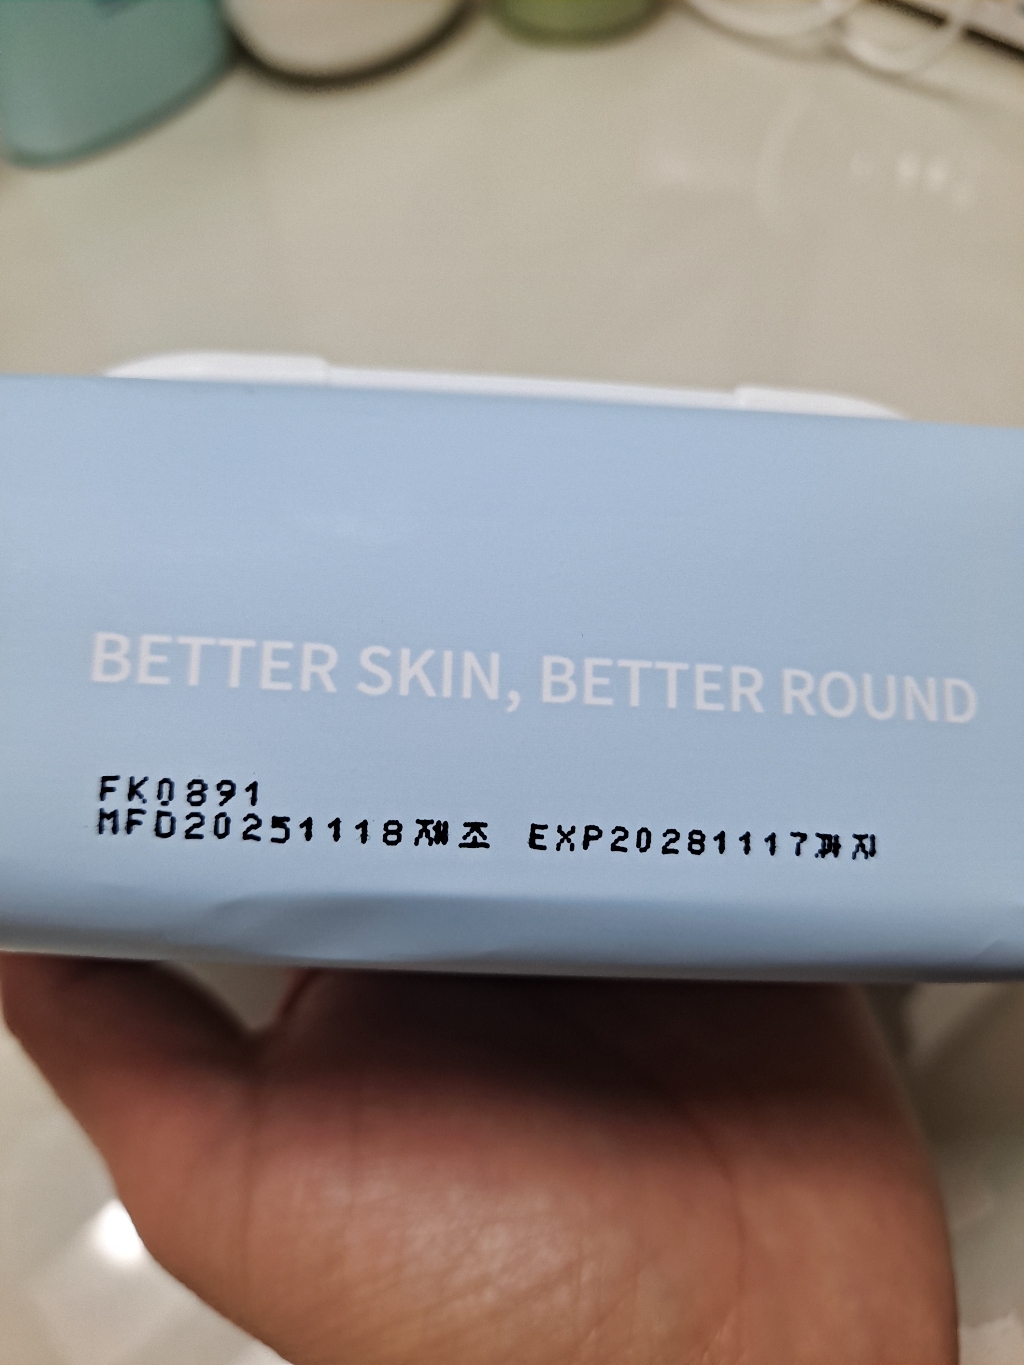 BETTER SKIN, BETTER ROUND
FK0891
MFD20251118제조 EXP20281117까지